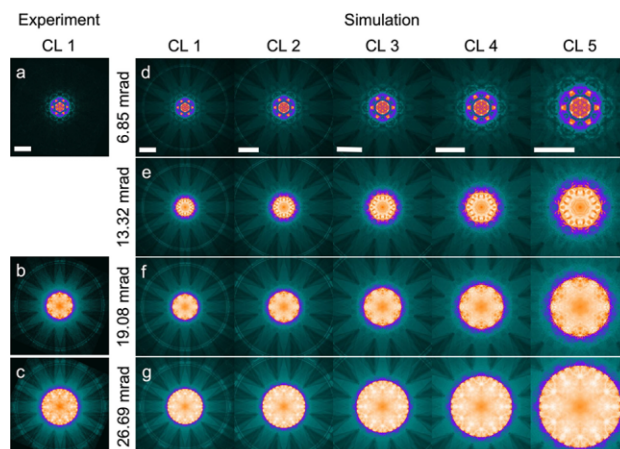 Experiment Simulation
CL 1 CL 1 CL 2 CL 3 CL 4 CL 5
a d 6.85 mrad
e 13.32 mrad
b f 19.08 mrad
c g 26.69 mrad